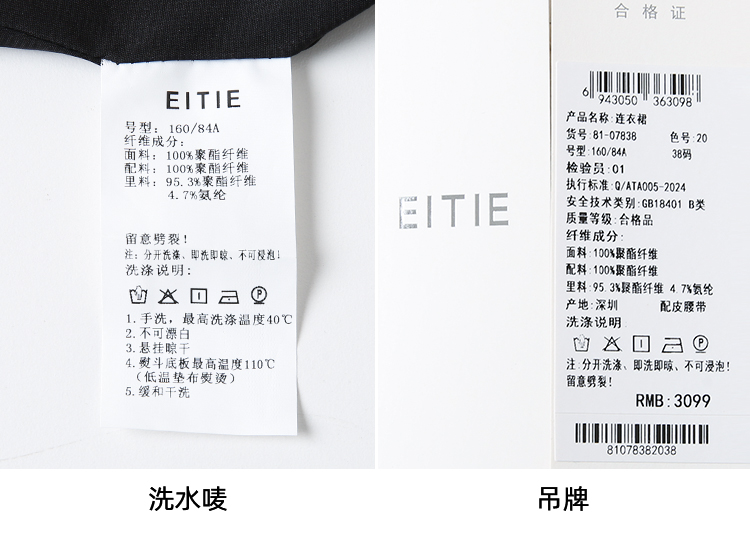 EITIE
号型: 160/84A
纤维成分:
面料: 100%聚酯纤维
配料: 100%聚酯纤维
里料: 95.3%聚酯纤维
4.7%氨纶
留意劈裂!
注: 分开洗涤、即洗即晾、不可浸泡!
洗涤说明:
1.手洗, 最高洗涤温度40℃
2.不可漂白
3.悬挂晾干
4.熨斗底板最高温度110℃
(低温垫布熨烫)
5.缓和干洗
洗水唛
EITIE
合格证
6 943050 363098
产品名称: 连衣裙
货号: 81-07838 色号: 20
号型: 160/84A 38码
检验员: 01
执行标准: Q/ATA005-2024
安全技术类别: GB18401 B类
质量等级: 合格品
纤维成分:
面料: 100%聚酯纤维
配料: 100%聚酯纤维
里料: 95.3%聚酯纤维 4.7%氨纶
产地: 深圳 配皮腰带
洗涤说明:
注: 分开洗涤、即洗即晾、不可浸泡!
留意劈裂!
RMB: 3099
81078382038
吊牌